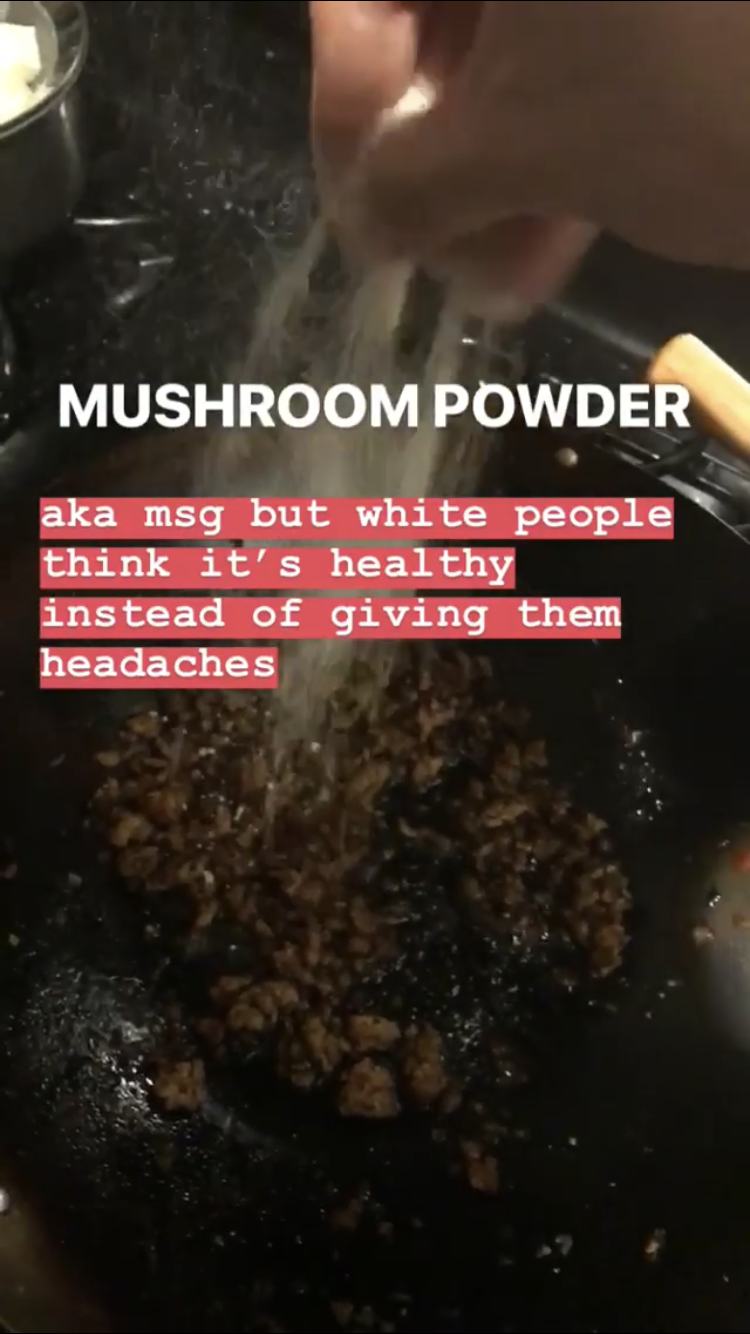 MUSHROOM POWDER
aka msg but white people
think it’s healthy
instead of giving them
headaches